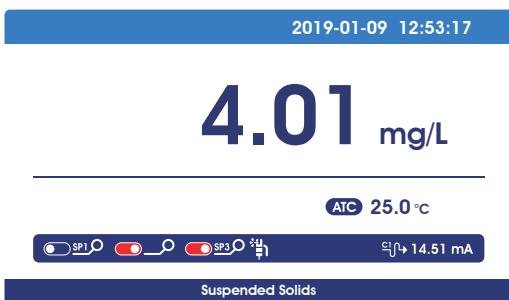 2019-01-09 12:53:17
4.01 mg/L
ATC 25.0 °C
SP1 SP3 C1 14.51 mA
Suspended Solids